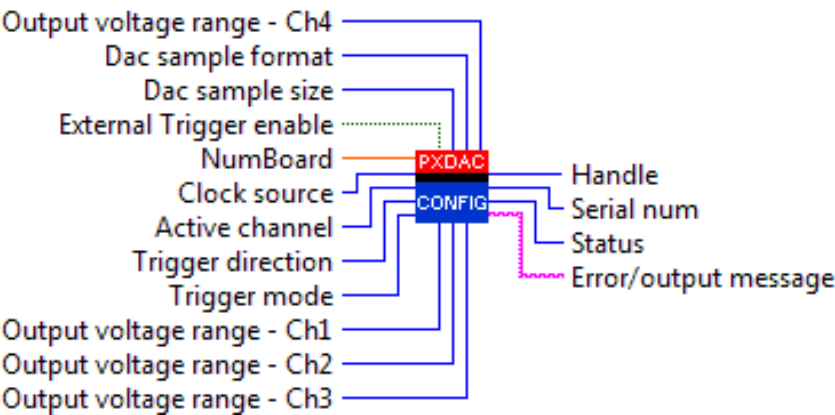 Output voltage range - Ch4
Dac sample format
Dac sample size
External Trigger enable
NumBoard
Clock source
Active channel
Trigger direction
Trigger mode
Output voltage range - Ch1
Output voltage range - Ch2
Output voltage range - Ch3
PXDAC
CONFIG
Handle
Serial num
Status
Error/output message